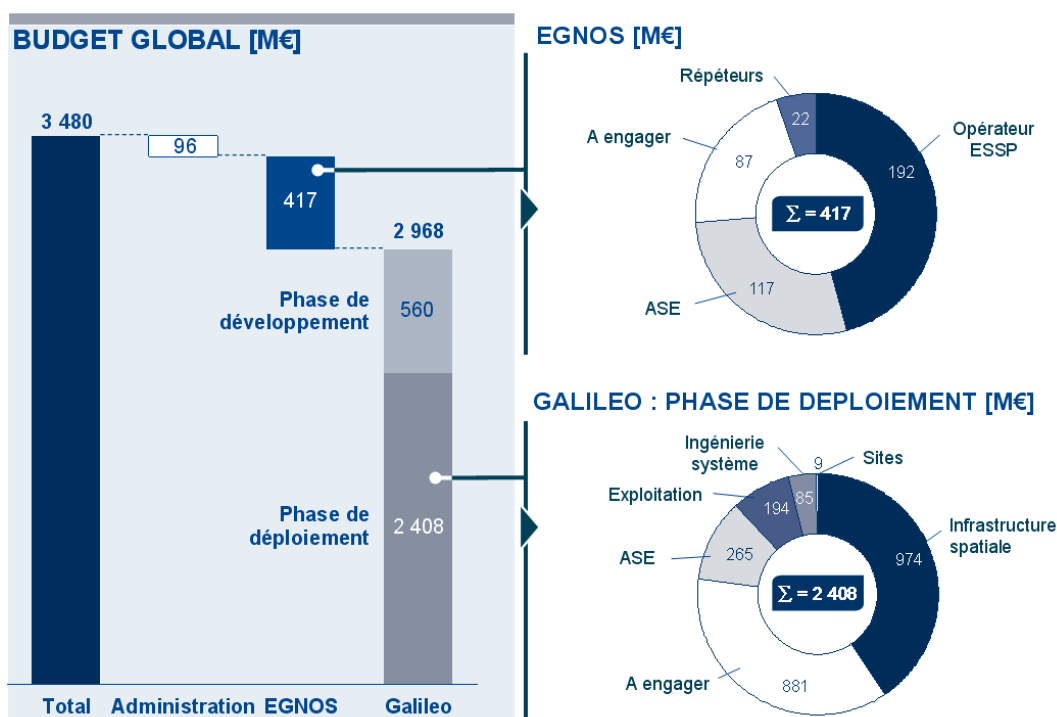 BUDGET GLOBAL [M€]
3 480
96
417
2 968
Phase de
développement
560
Phase de
déploiement
2 408
Total
Administration
EGNOS
Galileo
EGNOS [M€]
Répéteurs
22
A engager
87
Opérateur
ESSP
192
Σ = 417
117
ASE
GALILEO : PHASE DE DEPLOIEMENT [M€]
Ingénierie
système
9
Sites
85
Exploitation
194
Infrastructure
spatiale
974
ASE
265
Σ = 2 408
A engager
881